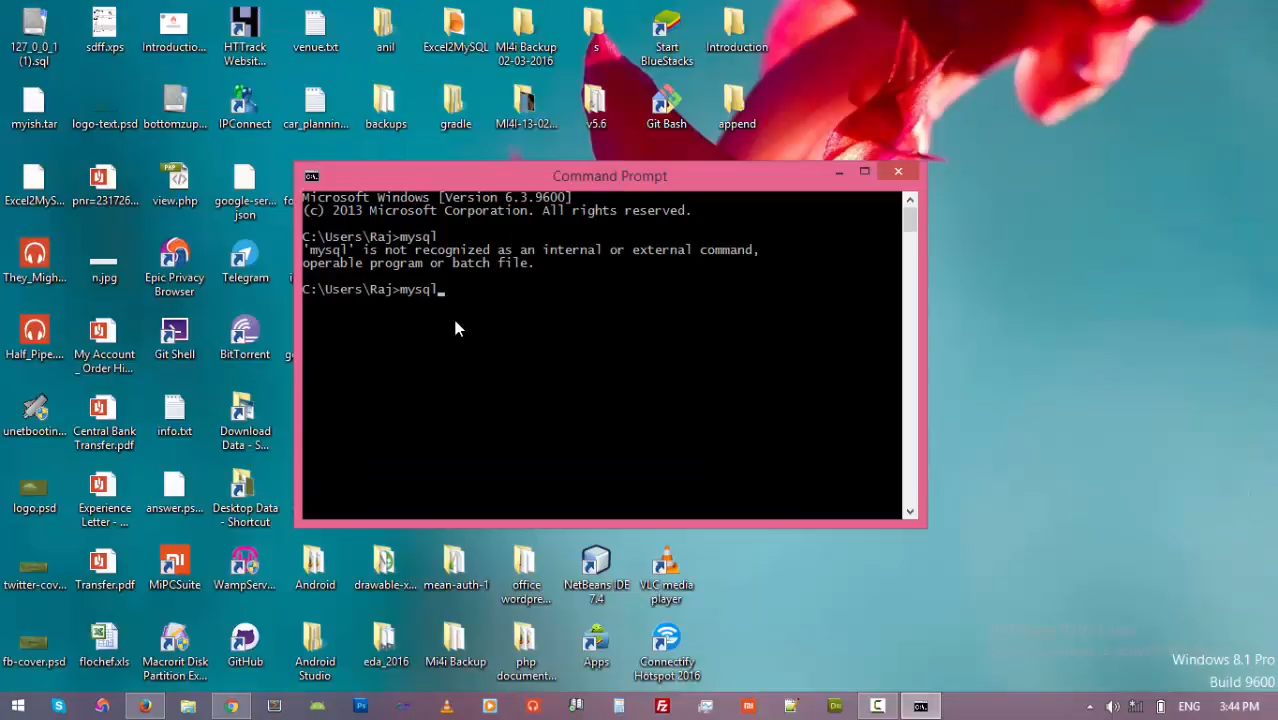 127_0_0_1
(1).sql
sdff.xps
Introductio...
HTTrack
Websit...
venue.txt
anil
Excel2MySQL
MI4i Backup
02-03-2016
s
Start
BlueStacks
Introduction
myish.tar
logo-text.psd
bottomzup...
IPConnect
car_plannin...
backups
gradle
MI4I-13-02...
v5.6
Git Bash
append
Excel2MyS...
pnr=231726...
PHP
view.php
google-ser...
json
Command Prompt
Microsoft Windows [Version 6.3.9600]
(c) 2013 Microsoft Corporation. All rights reserved.
C:\Users\Raj>mysql
'mysql' is not recognized as an internal or external command,
operable program or batch file.
C:\Users\Raj>mysql_
They_Migh...
n.jpg
Epic Privacy
Browser
Telegram
Half_Pipe....
My Account
_ Order Hi...
Git Shell
BitTorrent
unetbootin...
Central Bank
Transfer.pdf
info.txt
Download
Data - S...
logo.psd
Experience
Letter - ...
answer.ps...
Desktop Data
- Shortcut
twitter-cov...
Transfer.pdf
MiPCSuite
WampServ...
Android
drawable-x...
mean-auth-1
office
wordpre...
NetBeans IDE
7.4
VLC media
player
fb-cover.psd
flochef.xls
Macrorit Disk
Partition Ex...
GitHub
Android
Studio
eda_2016
Mi4i Backup
php
document...
Apps
Connectify
Hotspot 2016
Windows 8.1 Pro
Build 9600
ENG
3:44 PM